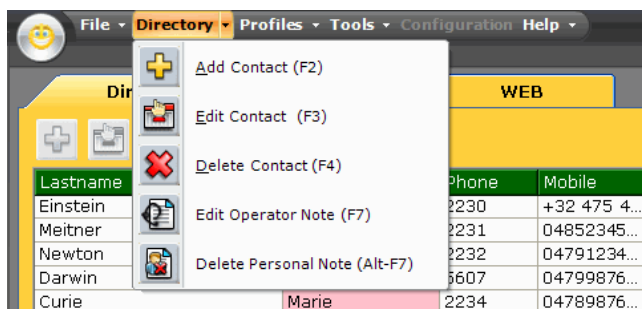 File Directory Profiles Tools Configuration Help
Add Contact (F2)
Dir WEB
Edit Contact (F3)
Delete Contact (F4)
Lastname Phone Mobile
Einstein 2230 +32 475 4...
Edit Operator Note (F7)
Meitner 2231 04852345...
Newton 2232 04791234...
Delete Personal Note (Alt-F7)
Darwin 5607 04799876...
Curie Marie 2234 04789876...